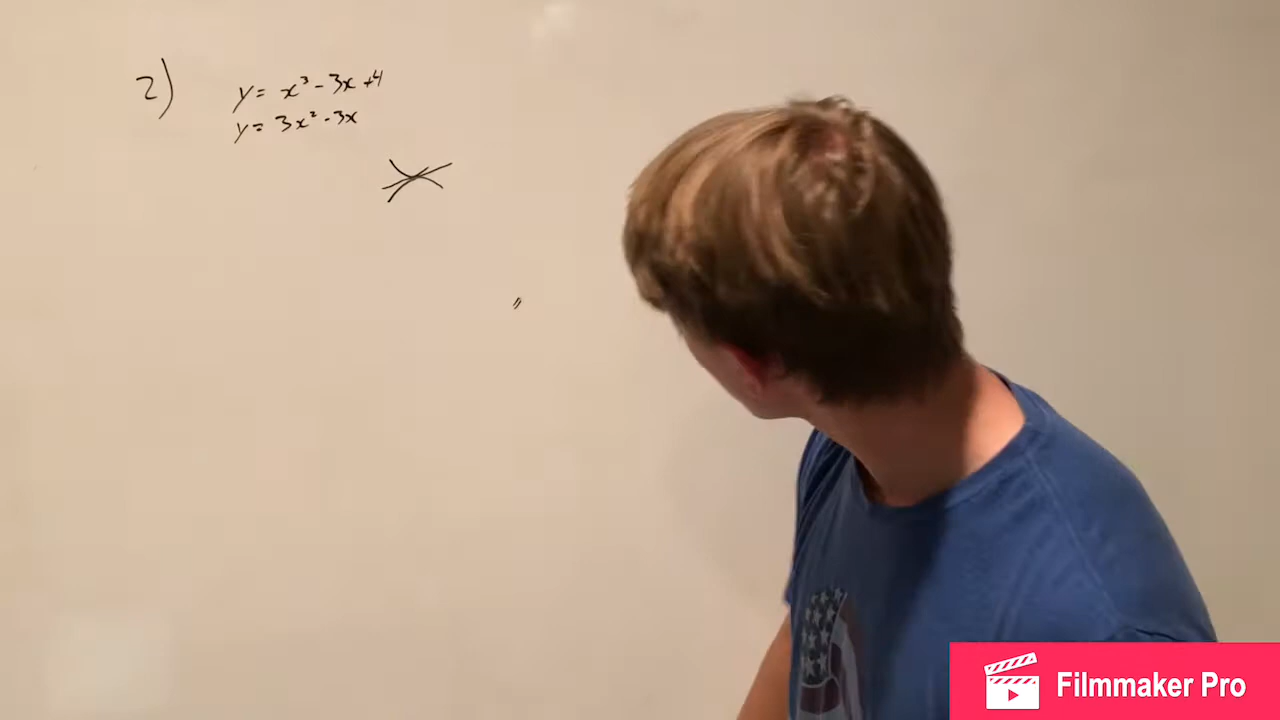 2) y = x³ - 3x + 4
y = 3x² - 3x
Filmmaker Pro